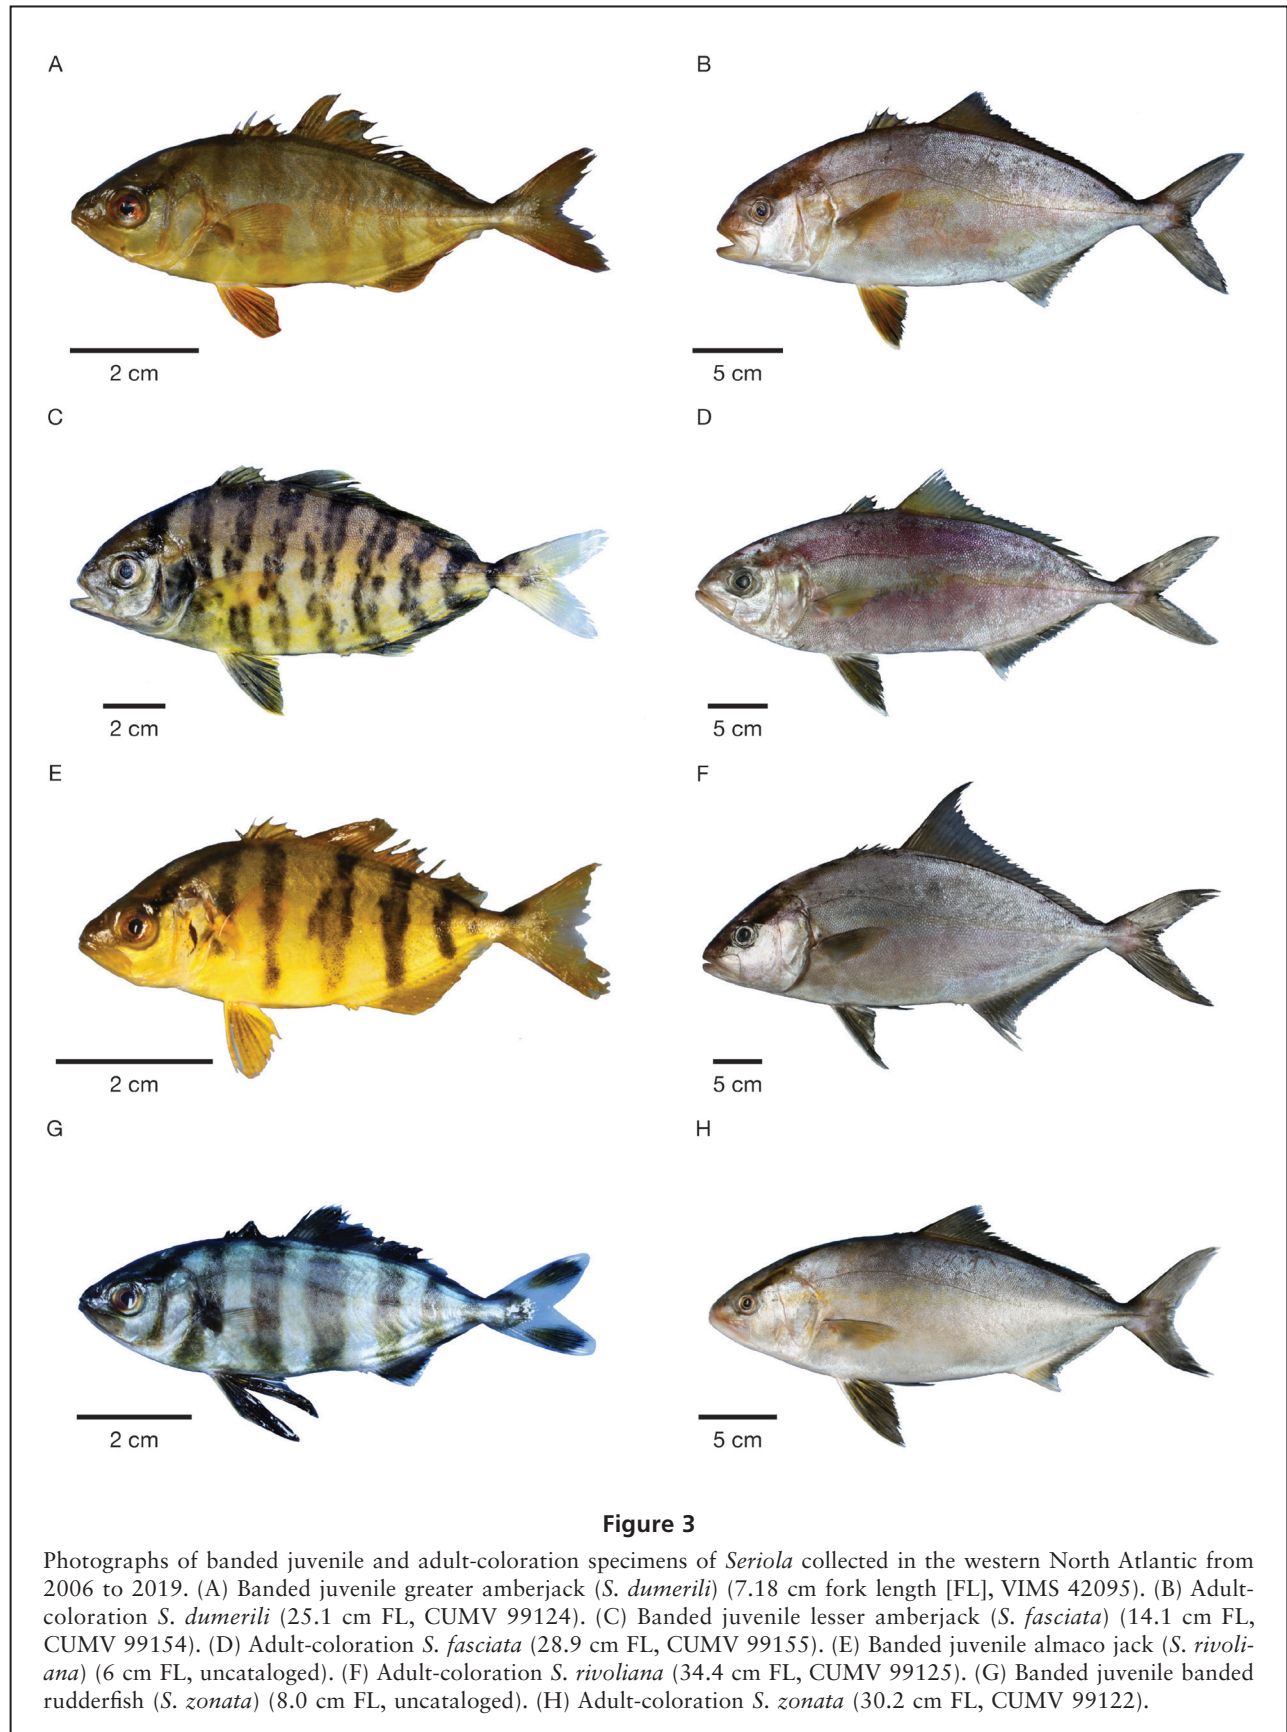 A
B
2 cm
5 cm
C
D
2 cm
5 cm
E
F
2 cm
5 cm
G
H
2 cm
5 cm
Figure 3
Photographs of banded juvenile and adult-coloration specimens of Seriola collected in the western North Atlantic from
2006 to 2019. (A) Banded juvenile greater amberjack (S. dumerili) (7.18 cm fork length [FL], VIMS 42095). (B) Adult-
coloration S. dumerili (25.1 cm FL, CUMV 99124). (C) Banded juvenile lesser amberjack (S. fasciata) (14.1 cm FL,
CUMV 99154). (D) Adult-coloration S. fasciata (28.9 cm FL, CUMV 99155). (E) Banded juvenile almaco jack (S. rivoli-
ana) (6 cm FL, uncataloged). (F) Adult-coloration S. rivoliana (34.4 cm FL, CUMV 99125). (G) Banded juvenile banded
rudderfish (S. zonata) (8.0 cm FL, uncataloged). (H) Adult-coloration S. zonata (30.2 cm FL, CUMV 99122).